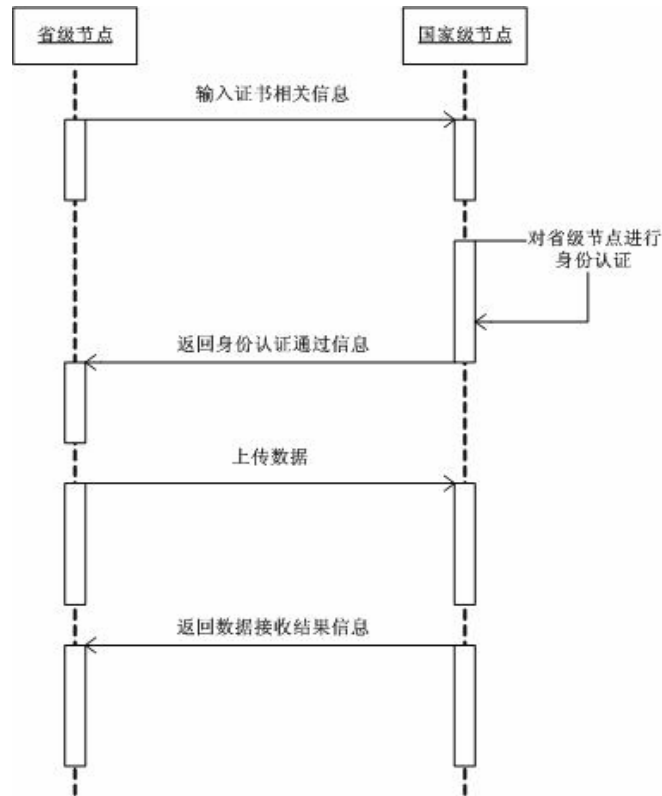 省级节点
国家级节点
输入证书相关信息
对省级节点进行
身份认证
返回身份认证通过信息
上传数据
返回数据接收结果信息